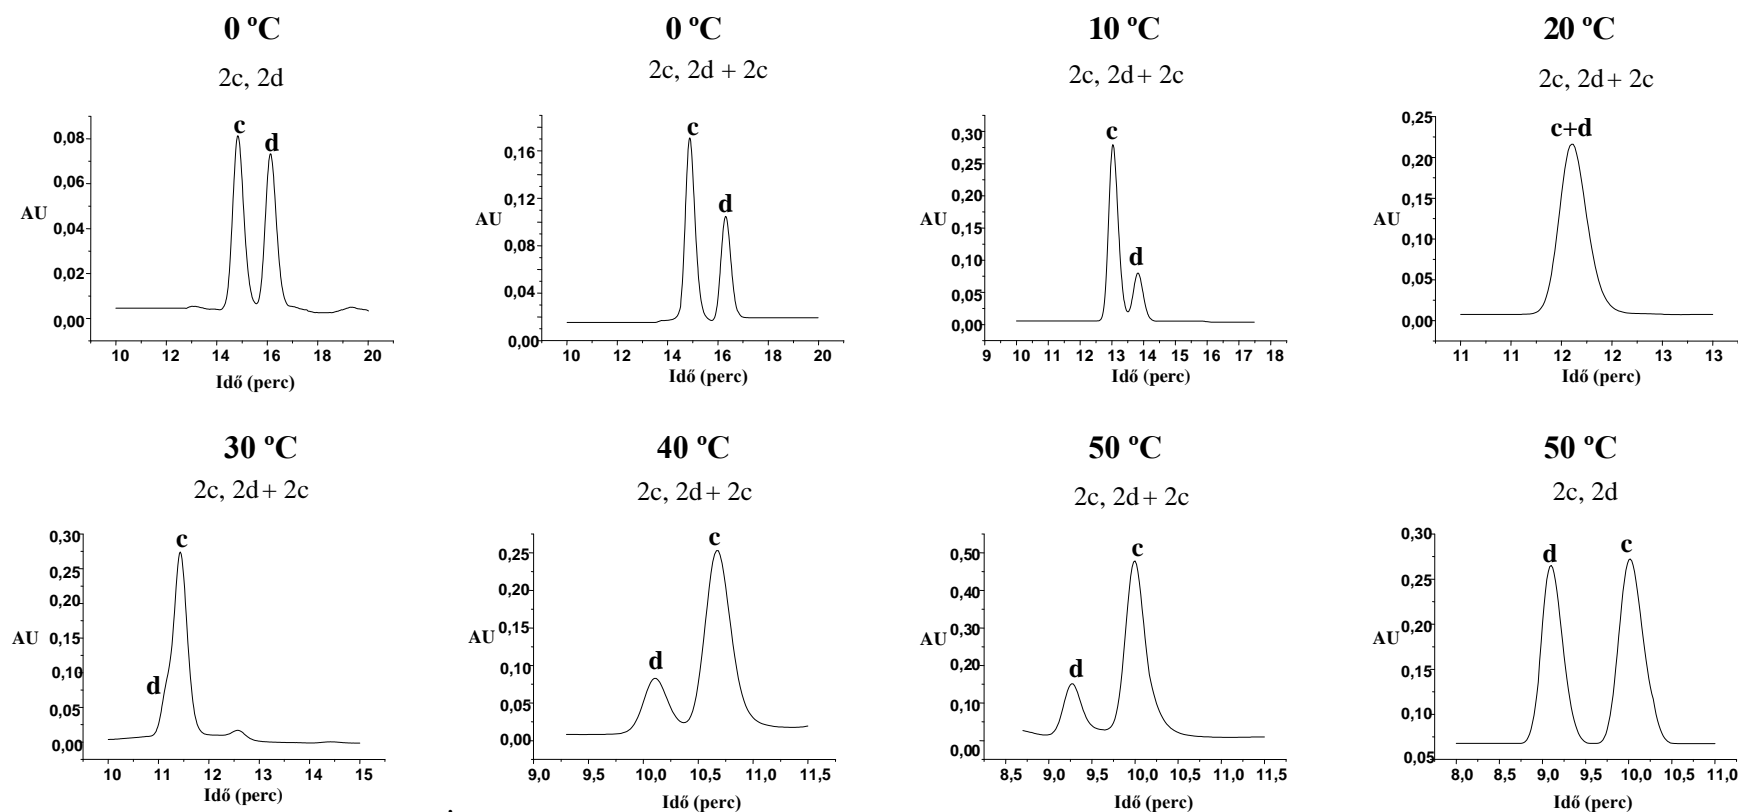 0 ºC
2c, 2d
c
d
0,08
0,06
0,04
0,02
0,00
AU
10 12 14 16 18 20
Idő (perc)
0 ºC
2c, 2d + 2c
c
d
0,16
0,12
0,08
0,04
0,00
AU
10 12 14 16 18 20
Idő (perc)
10 ºC
2c, 2d + 2c
c
d
0,30
0,25
0,20
0,15
0,10
0,05
0,00
AU
9 10 11 12 13 14 15 16 17 18
Idő (perc)
20 ºC
2c, 2d + 2c
c+d
0,25
0,20
0,15
0,10
0,05
0,00
AU
11 11 12 12 13 13
Idő (perc)
30 ºC
2c, 2d + 2c
c
d
0,30
0,25
0,20
0,15
0,10
0,05
0,00
AU
10 11 12 13 14 15
Idő (perc)
40 ºC
2c, 2d + 2c
c
d
0,25
0,20
0,15
0,10
0,05
0,00
AU
9,0 9,5 10,0 10,5 11,0 11,5
Idő (perc)
50 ºC
2c, 2d + 2c
c
d
0,50
0,40
0,30
0,20
0,10
0,00
AU
8,5 9,0 9,5 10,0 10,5 11,0 11,5
Idő (perc)
50 ºC
2c, 2d
d
c
0,30
0,25
0,20
0,15
0,10
0,05
AU
8,0 8,5 9,0 9,5 10,0 10,5 11,0
Idő (perc)